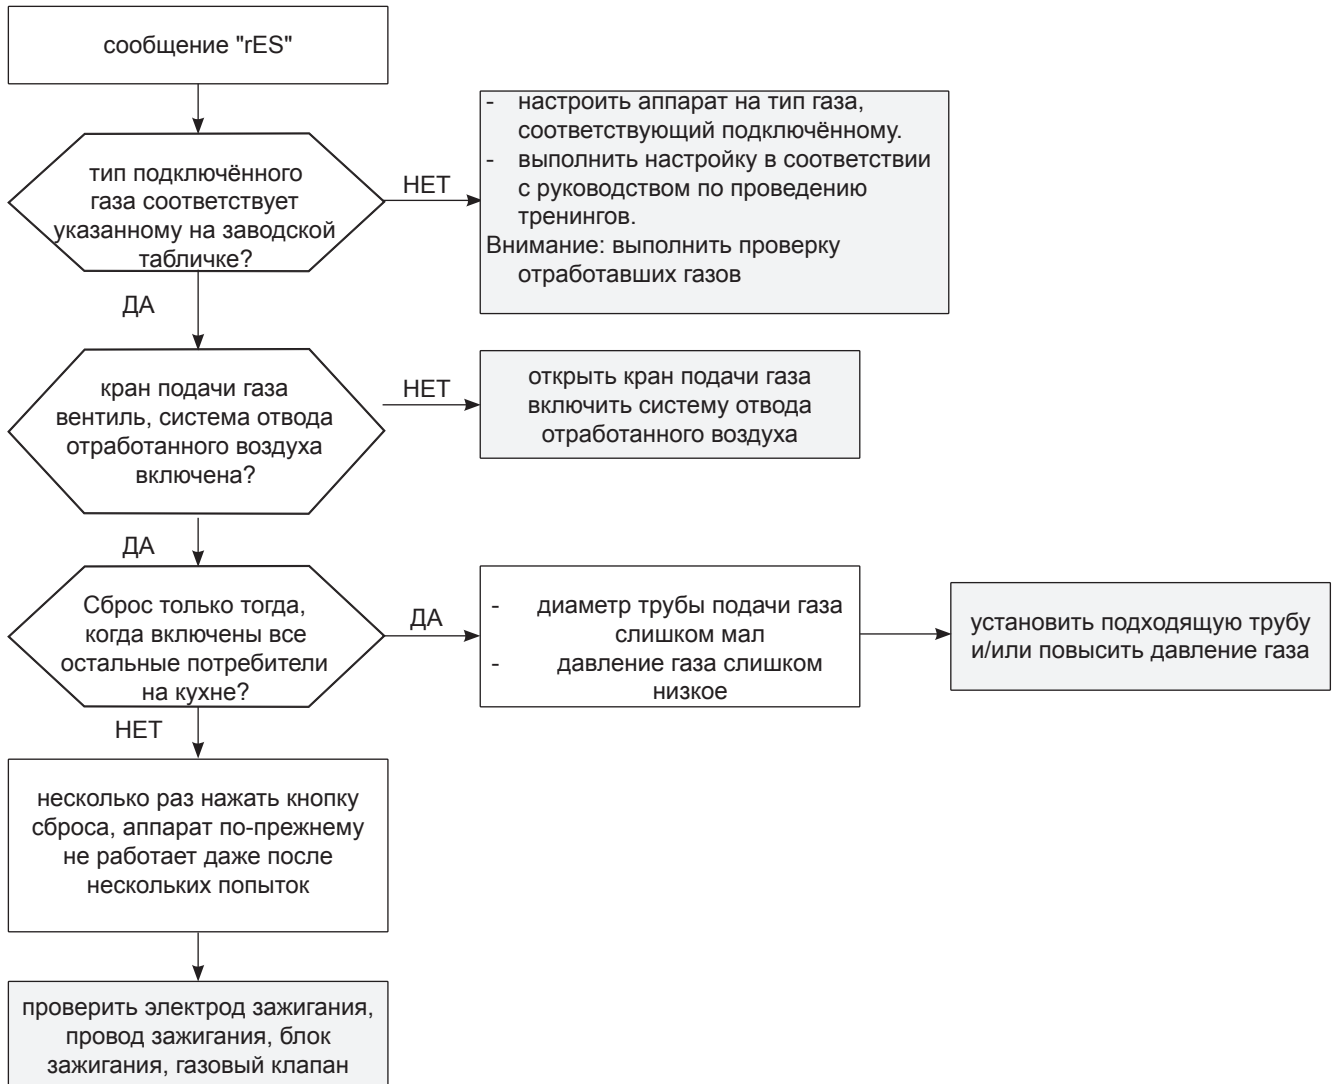 сообщение "rES"
тип подключённого
газа соответствует
указанному на заводской
табличке?
НЕТ
- настроить аппарат на тип газа,
соответствующий подключённому.
- выполнить настройку в соответствии
с руководством по проведению
тренингов.
Внимание: выполнить проверку
отработавших газов
ДА
кран подачи газа
вентиль, система отвода
отработанного воздуха
включена?
НЕТ
открыть кран подачи газа
включить систему отвода
отработанного воздуха
ДА
Сброс только тогда,
когда включены все
остальные потребители
на кухне?
ДА
- диаметр трубы подачи газа
слишком мал
- давление газа слишком
низкое
установить подходящую трубу
и/или повысить давление газа
НЕТ
несколько раз нажать кнопку
сброса, аппарат по-прежнему
не работает даже после
нескольких попыток
проверить электрод зажигания,
провод зажигания, блок
зажигания, газовый клапан